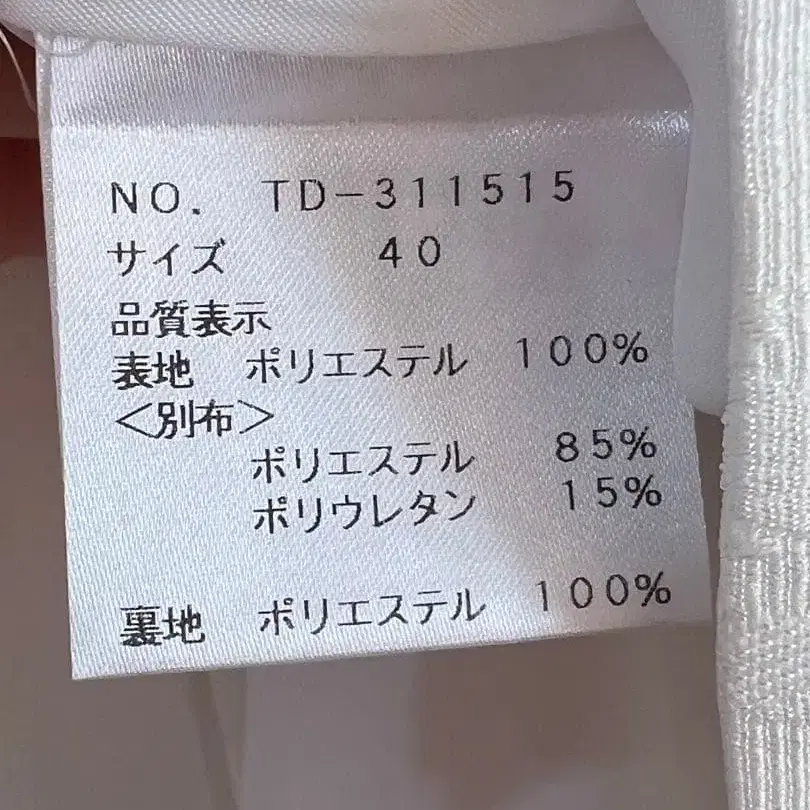 NO. TD-311515
サイズ 40
品質表示
表地 ポリエステル 100%
<別布>
ポリエステル 85%
ポリウレタン 15%
裏地 ポリエステル 100%